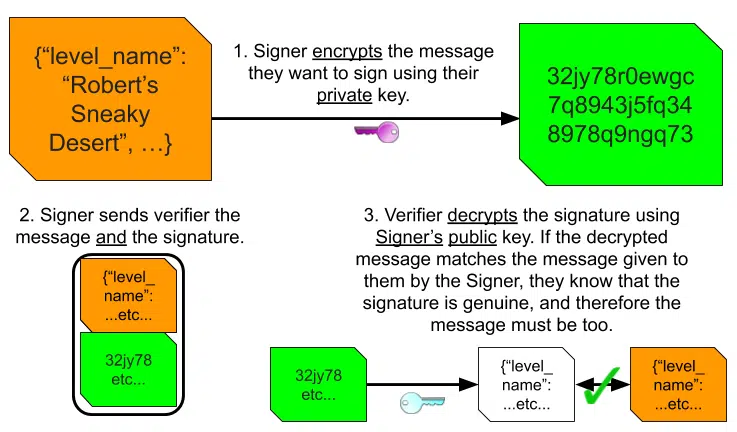 {“level_name”:
“Robert’s
Sneaky
Desert”, …}
1. Signer encrypts the message
they want to sign using their
private key.
32jy78r0ewgc
7q8943j5fq34
8978q9ngq73
2. Signer sends verifier the
message and the signature.
{“level_
name”:
...etc...
32jy78
etc...
3. Verifier decrypts the signature using
Signer’s public key. If the decrypted
message matches the message given to
them by the Signer, they know that the
signature is genuine, and therefore the
message must be too.
32jy78
etc...
{“level_
name”:
...etc...
{“level_
name”:
...etc...